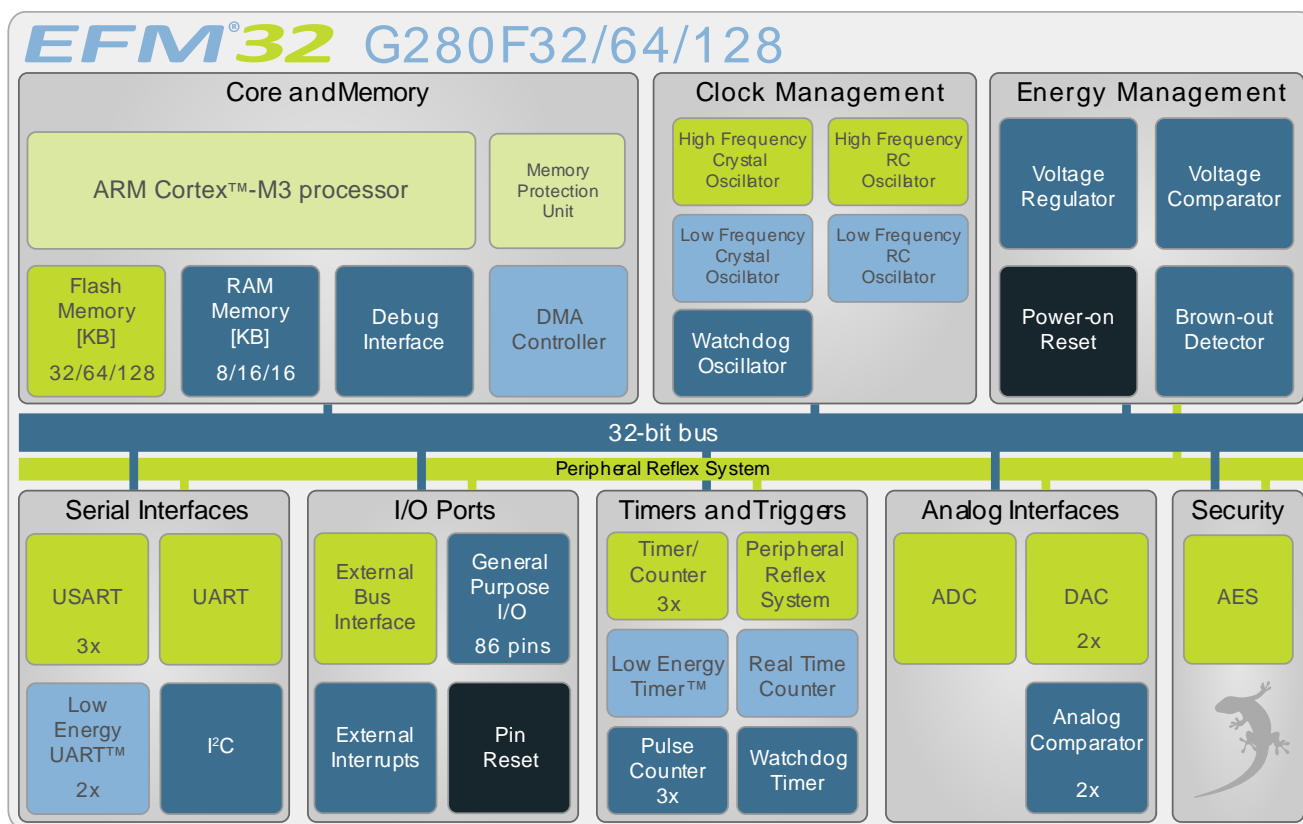 EFM®32 G280F32/64/128
Core and Memory
ARM Cortex™-M3 processor
Memory
Protection
Unit
Flash
Memory
[KB]
32/64/128
RAM
Memory
[KB]
8/16/16
Debug
Interface
DMA
Controller
Clock Management
High Frequency
Crystal
Oscillator
High Frequency
RC
Oscillator
Low Frequency
Crystal
Oscillator
Low Frequency
RC
Oscillator
Watchdog
Oscillator
Energy Management
Voltage
Regulator
Voltage
Comparator
Power-on
Reset
Brown-out
Detector
32-bit bus
Peripheral Reflex System
Serial Interfaces
USART
3x
UART
Low
Energy
UART™
2x
I²C
I/O Ports
External
Bus
Interface
General
Purpose
I/O
86 pins
External
Interrupts
Pin
Reset
Timers and Triggers
Timer/
Counter
3x
Peripheral
Reflex
System
Low Energy
Timer™
Real Time
Counter
Pulse
Counter
3x
Watchdog
Timer
Analog Interfaces
ADC
DAC
2x
Analog
Comparator
2x
Security
AES